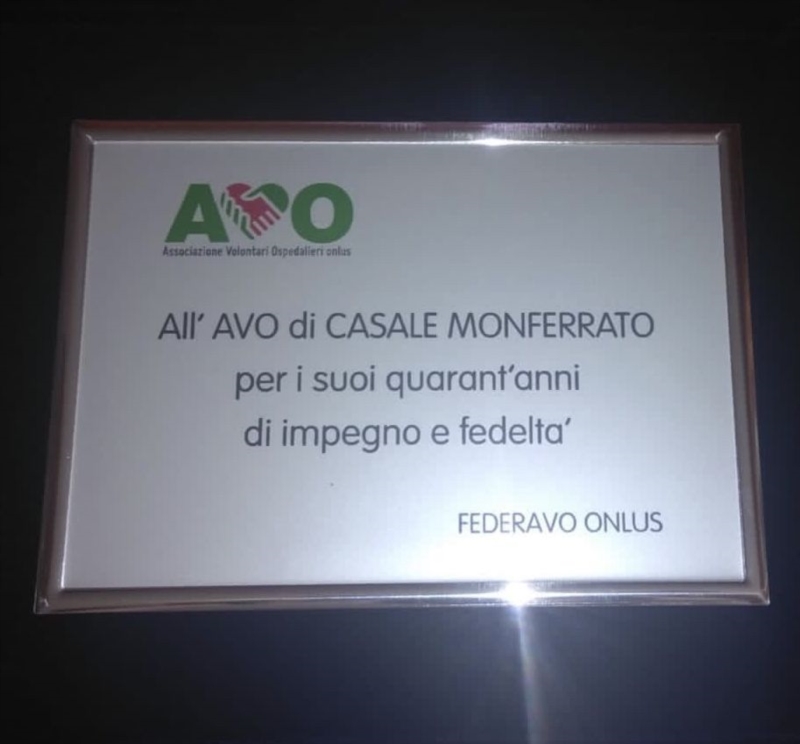 AVO
Associazione Volontari Ospedalieri onlus
All' AVO di CASALE MONFERRATO
per i suoi quarant'anni
di impegno e fedelta'
FEDERAVO ONLUS